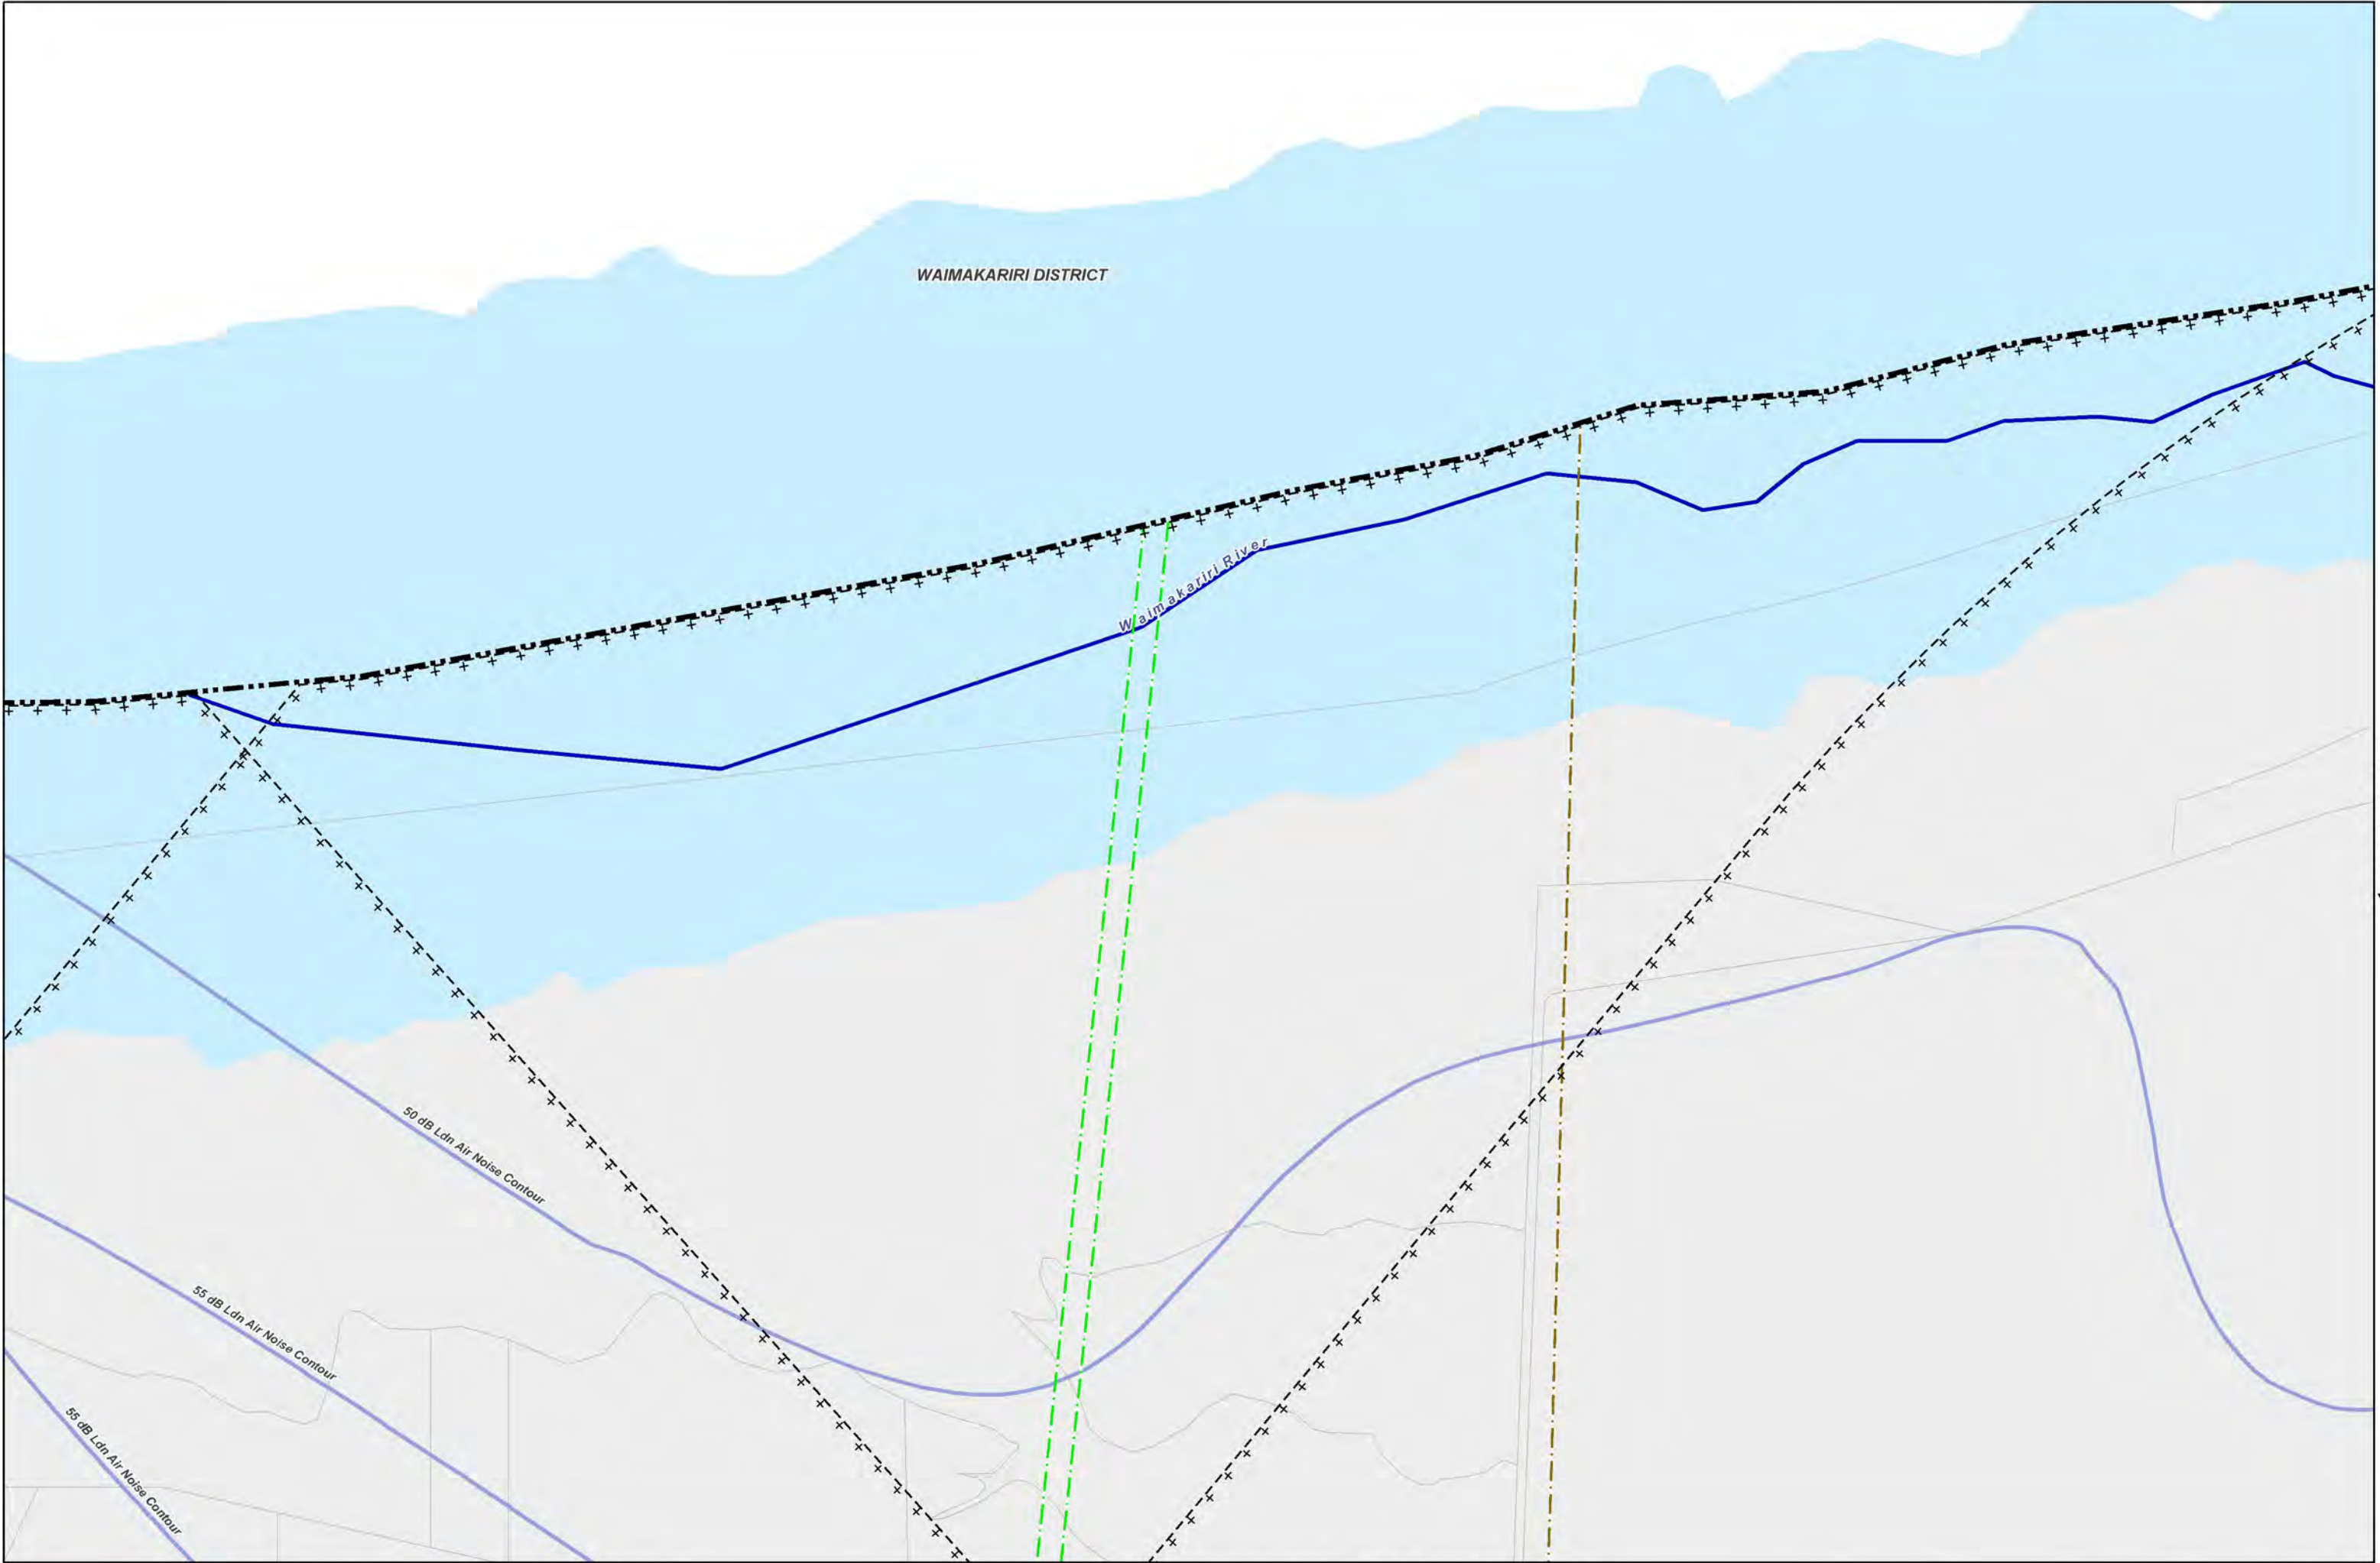 WAIMAKARIRI DISTRICT
Waimakariri River
50 dB Ldn Air Noise Contour
55 dB Ldn Air Noise Contour
55 dB Ldn Air Noise Contour